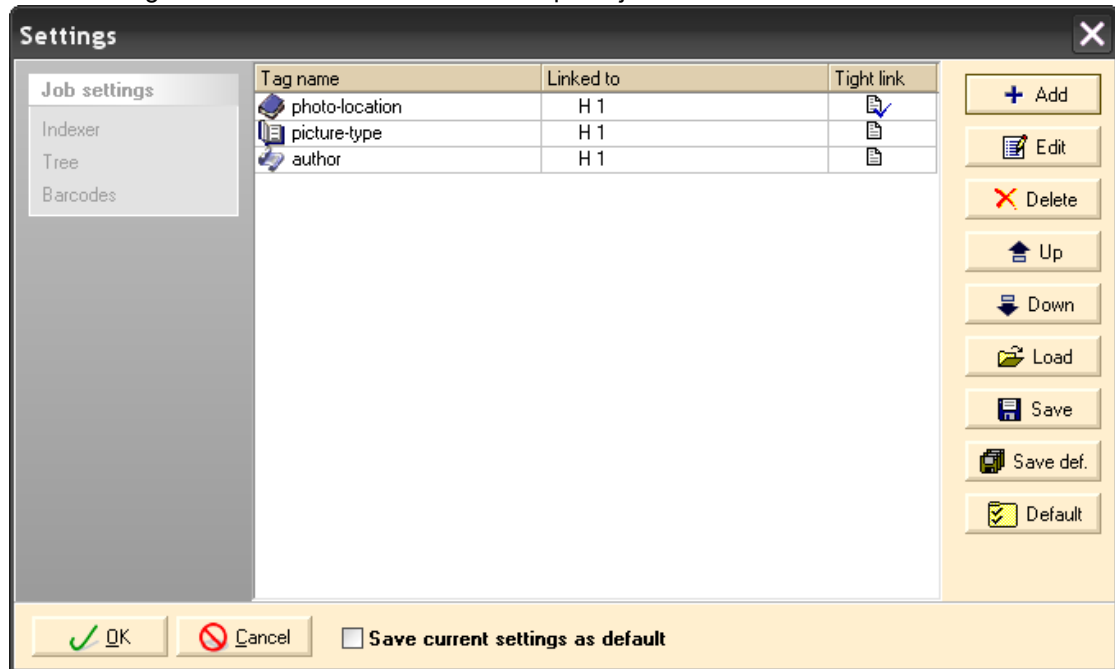 Settings
Job settings
Indexer
Tree
Barcodes
Tag name Linked to Tight link
photo-location H 1
picture-type H 1
author H 1
Add
Edit
Delete
Up
Down
Load
Save
Save def.
Default
OK Cancel Save current settings as default